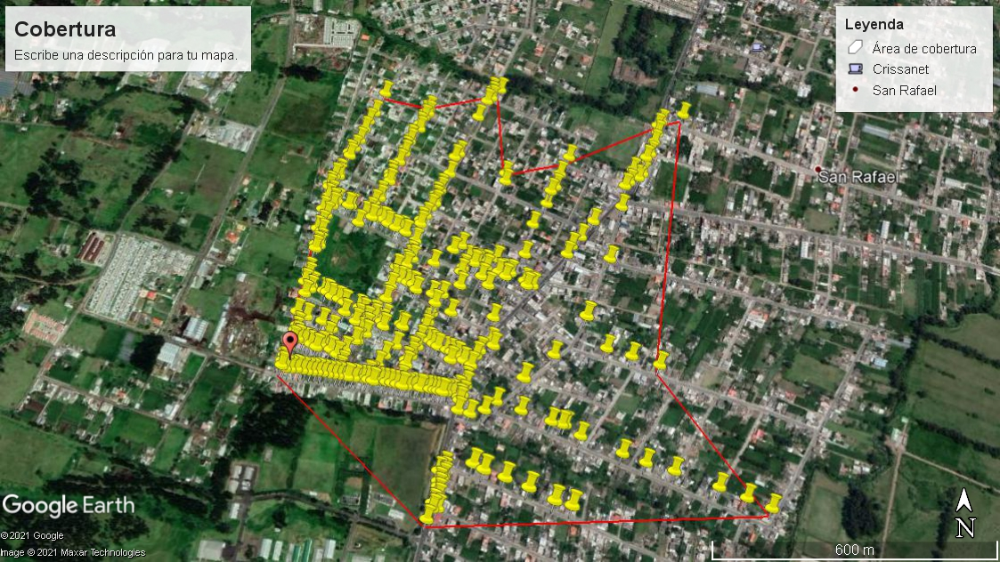 Cobertura
Escribe una descripción para tu mapa.
Leyenda
Área de cobertura
Crissanet
San Rafael
San Rafael
Google Earth
©2021 Google
Image © 2021 Maxar Technologies
N
600 m